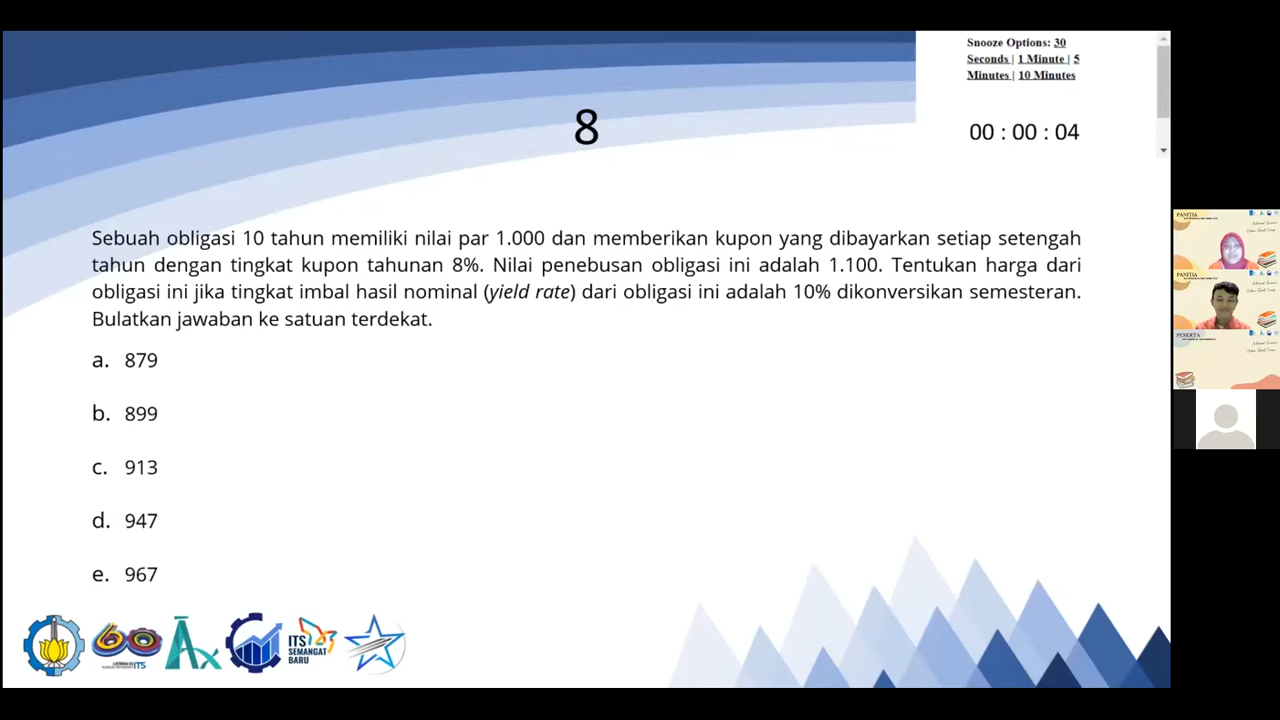 Snooze Options: 30
Seconds | 1 Minute | 5
Minutes | 10 Minutes
8
00 : 00 : 04
Sebuah obligasi 10 tahun memiliki nilai par 1.000 dan memberikan kupon yang dibayarkan setiap setengah
tahun dengan tingkat kupon tahunan 8%. Nilai penebusan obligasi ini adalah 1.100. Tentukan harga dari
obligasi ini jika tingkat imbal hasil nominal (yield rate) dari obligasi ini adalah 10% dikonversikan semesteran.
Bulatkan jawaban ke satuan terdekat.
a. 879
b. 899
c. 913
d. 947
e. 967
60
Āx
ITS
SEMANGAT
BARU
PANITIA
PANITIA
PESERTA